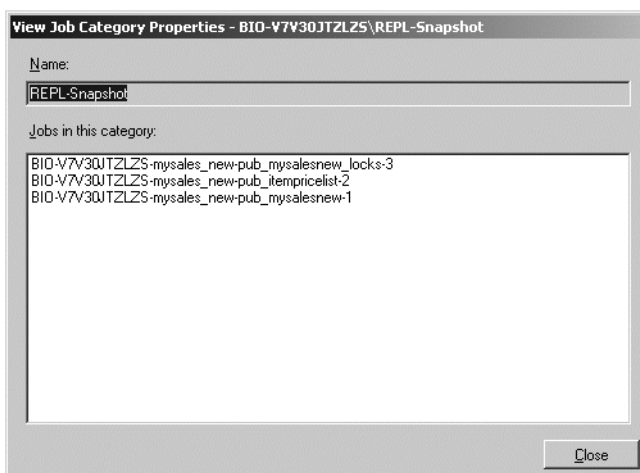 View Job Category Properties - BIO-V7V30JTZLZS\REPL-Snapshot
Name:
REPL-Snapshot
Jobs in this category:
BIO-V7V30JTZLZS-mysales_new-pub_mysalesnew_locks-3
BIO-V7V30JTZLZS-mysales_new-pub_itempricelist-2
BIO-V7V30JTZLZS-mysales_new-pub_mysalesnew-1
Close